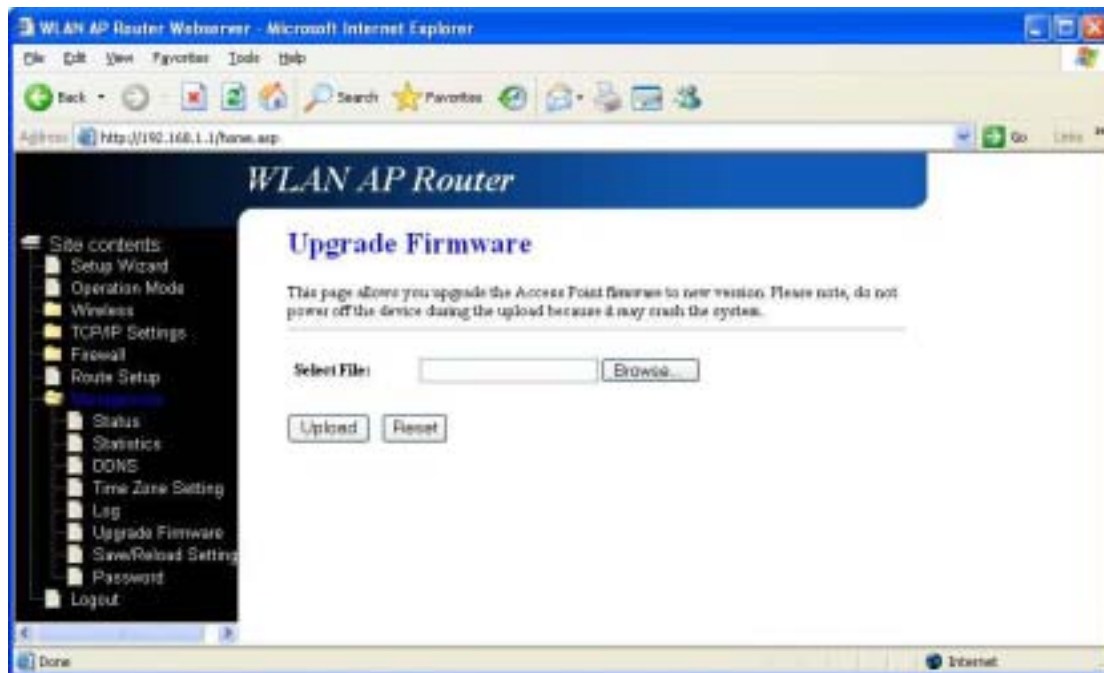 WLAN AP Router Webserver - Microsoft Internet Explorer
File Edit View Favorites Tools Help
Back Search Favorites
Address http://192.168.1.1/home.asp Go Links
WLAN AP Router
Site contents
Setup Wizard
Operation Mode
Wireless
TCP/IP Settings
Firewall
Route Setup
Management
Status
Statistics
DDNS
Time Zone Setting
Log
Upgrade Firmware
Save/Reload Setting
Password
Logout
Upgrade Firmware
This page allows you upgrade the Access Point firmware to new version. Please note, do not
power off the device during the upload because it may crash the system.
Select File: Browse...
Upload Reset
Done Internet